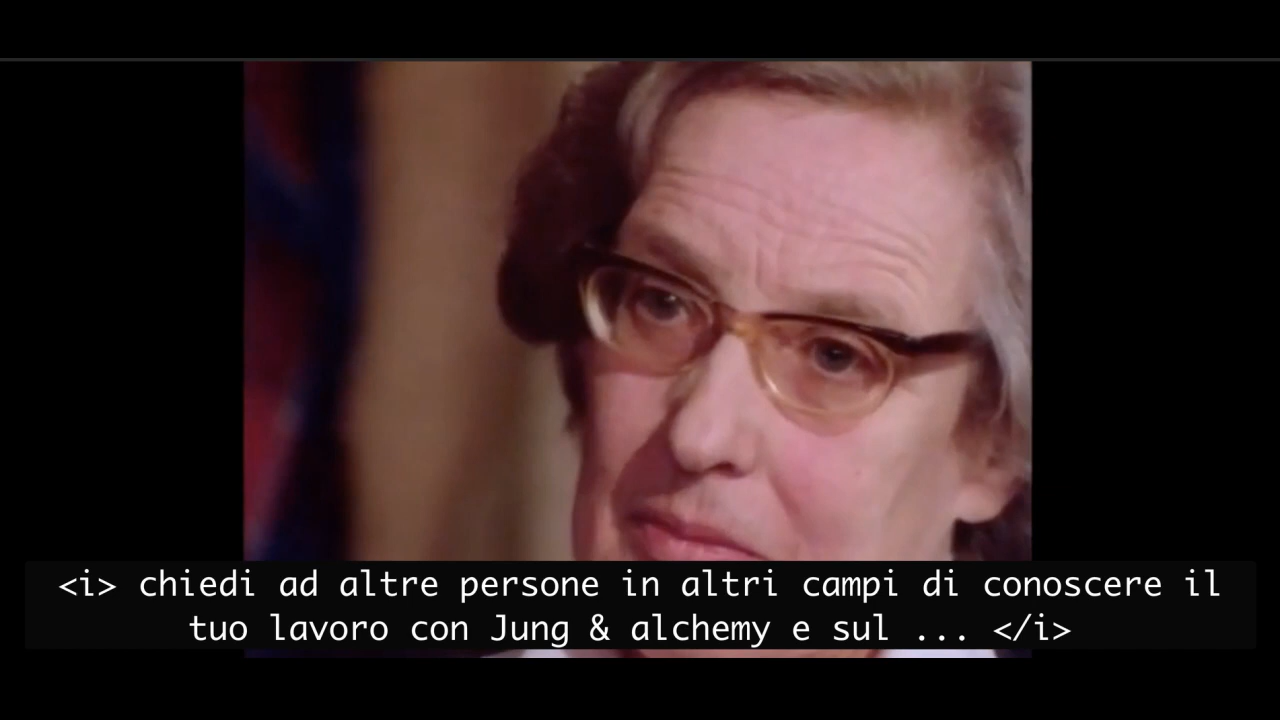 <i> chiedi ad altre persone in altri campi di conoscere il
tuo lavoro con Jung & alchemy e sul ... </i>